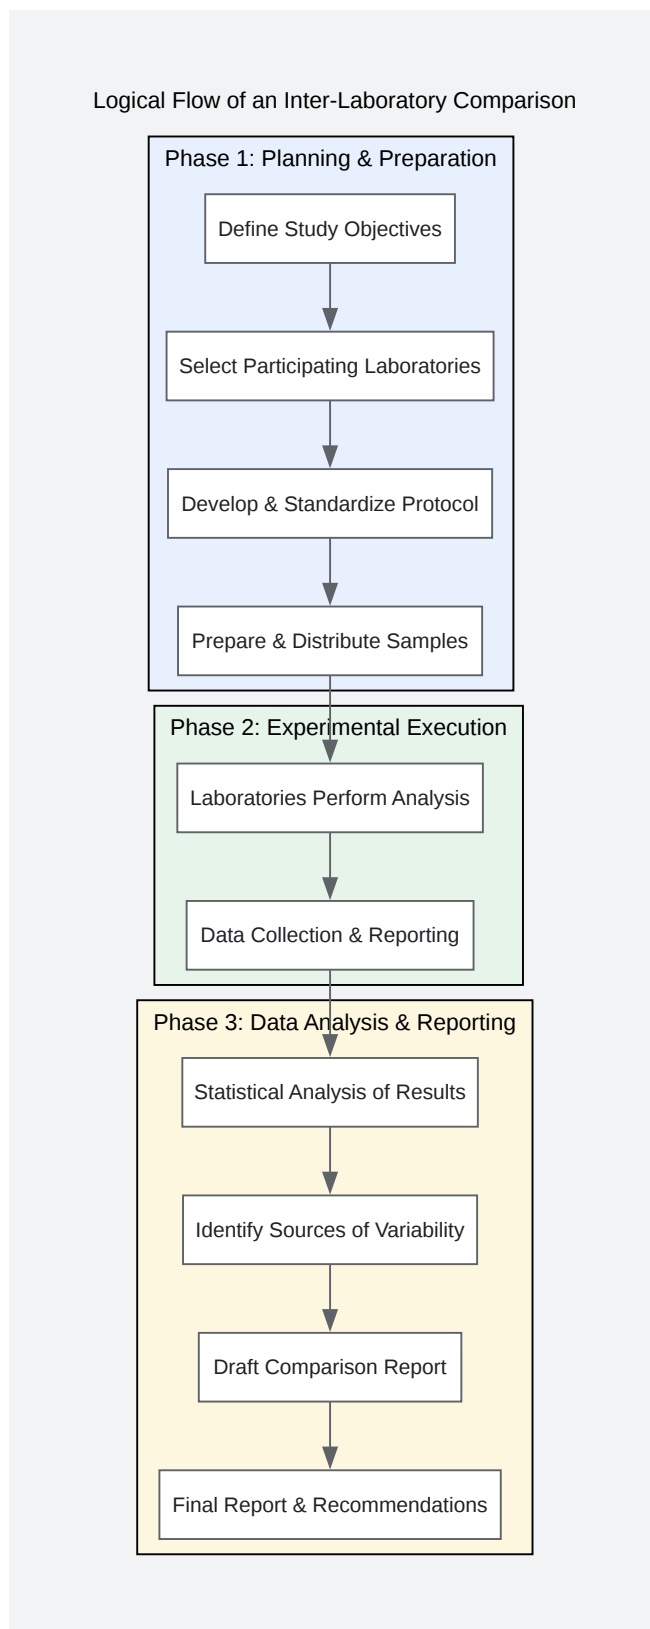 Logical Flow of an Inter-Laboratory Comparison
Phase 1: Planning & Preparation
Define Study Objectives
Select Participating Laboratories
Develop & Standardize Protocol
Prepare & Distribute Samples
Phase 2: Experimental Execution
Laboratories Perform Analysis
Data Collection & Reporting
Phase 3: Data Analysis & Reporting
Statistical Analysis of Results
Identify Sources of Variability
Draft Comparison Report
Final Report & Recommendations